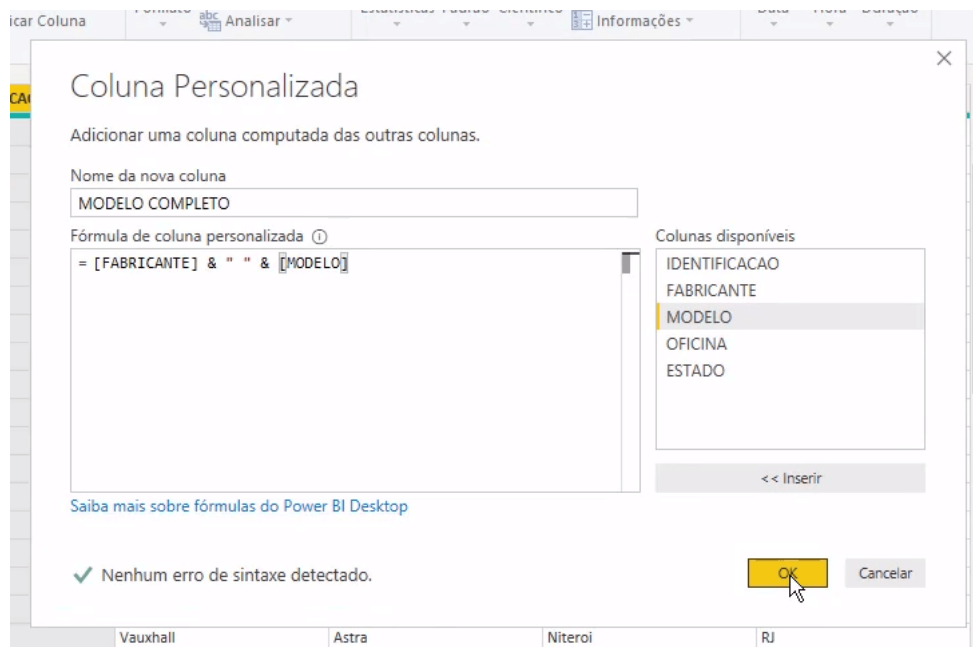 icar Coluna
Analisar
Informações
Coluna Personalizada
Adicionar uma coluna computada das outras colunas.
Nome da nova coluna
MODELO COMPLETO
Fórmula de coluna personalizada
= [FABRICANTE] & " " & [MODELO]
Colunas disponíveis
IDENTIFICACAO
FABRICANTE
MODELO
OFICINA
ESTADO
<< Inserir
Saiba mais sobre fórmulas do Power BI Desktop
Nenhum erro de sintaxe detectado.
OK
Cancelar
Vauxhall Astra Niteroi RJ